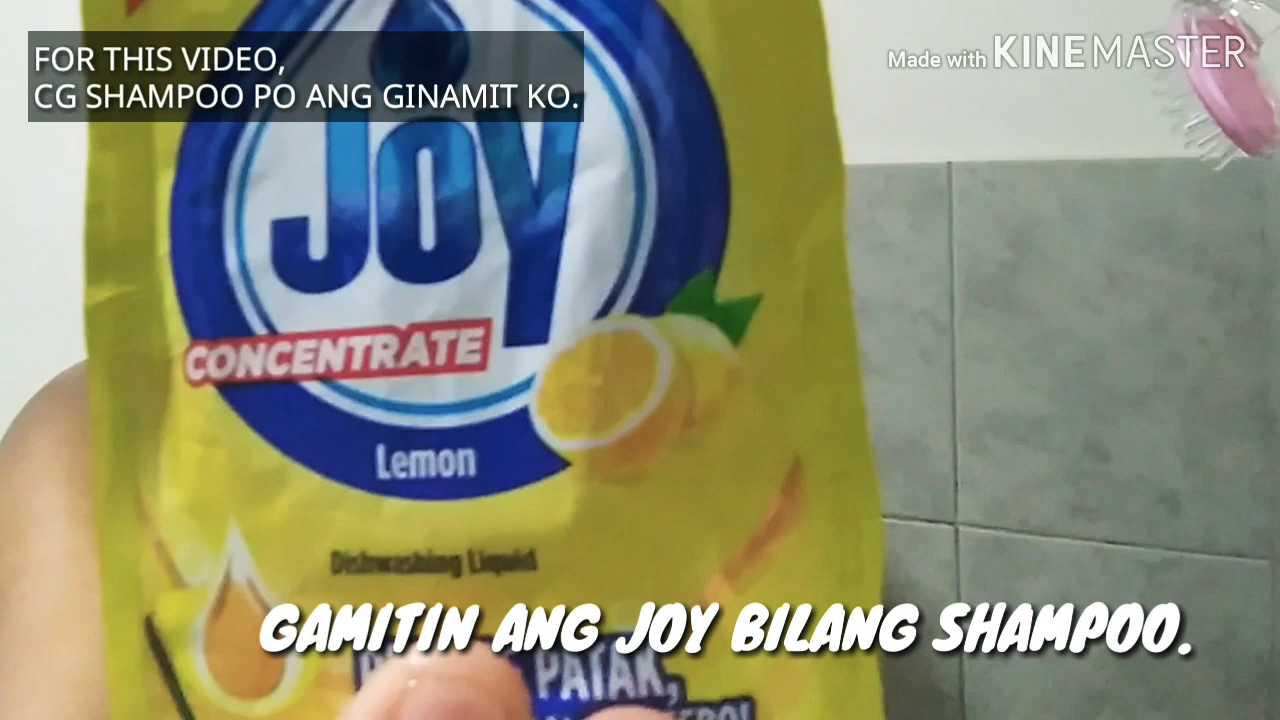 FOR THIS VIDEO,
CG SHAMPOO PO ANG GINAMIT KO.
Made with KINEMASTER
Joy
CONCENTRATE
Lemon
Dishwashing Liquid
GAMITIN ANG JOY BILANG SHAMPOO.
PATAK,